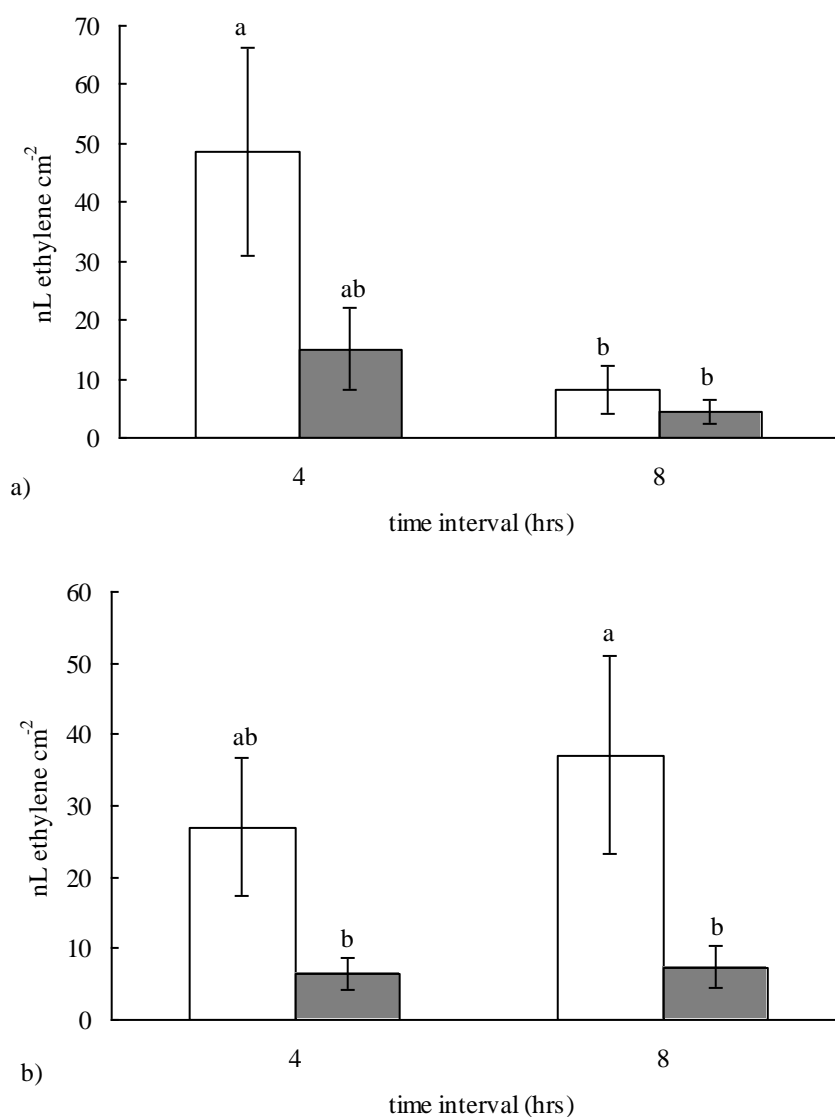 70
60
50
40
30
20
10
0
nL ethylene cm-2
a
ab
b
b
4
8
a)
time interval (hrs)
60
50
40
30
20
10
0
nL ethylene cm-2
ab
b
a
b
4
8
b)
time interval (hrs)